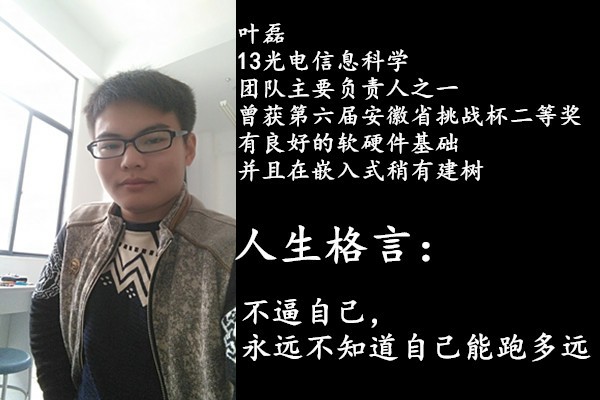 叶磊
13光电信息科学
团队主要负责人之一
曾获第六届安徽省挑战杯二等奖
有良好的软硬件基础
并且在嵌入式稍有建树
人生格言：
不逼自己，
永远不知道自己能跑多远